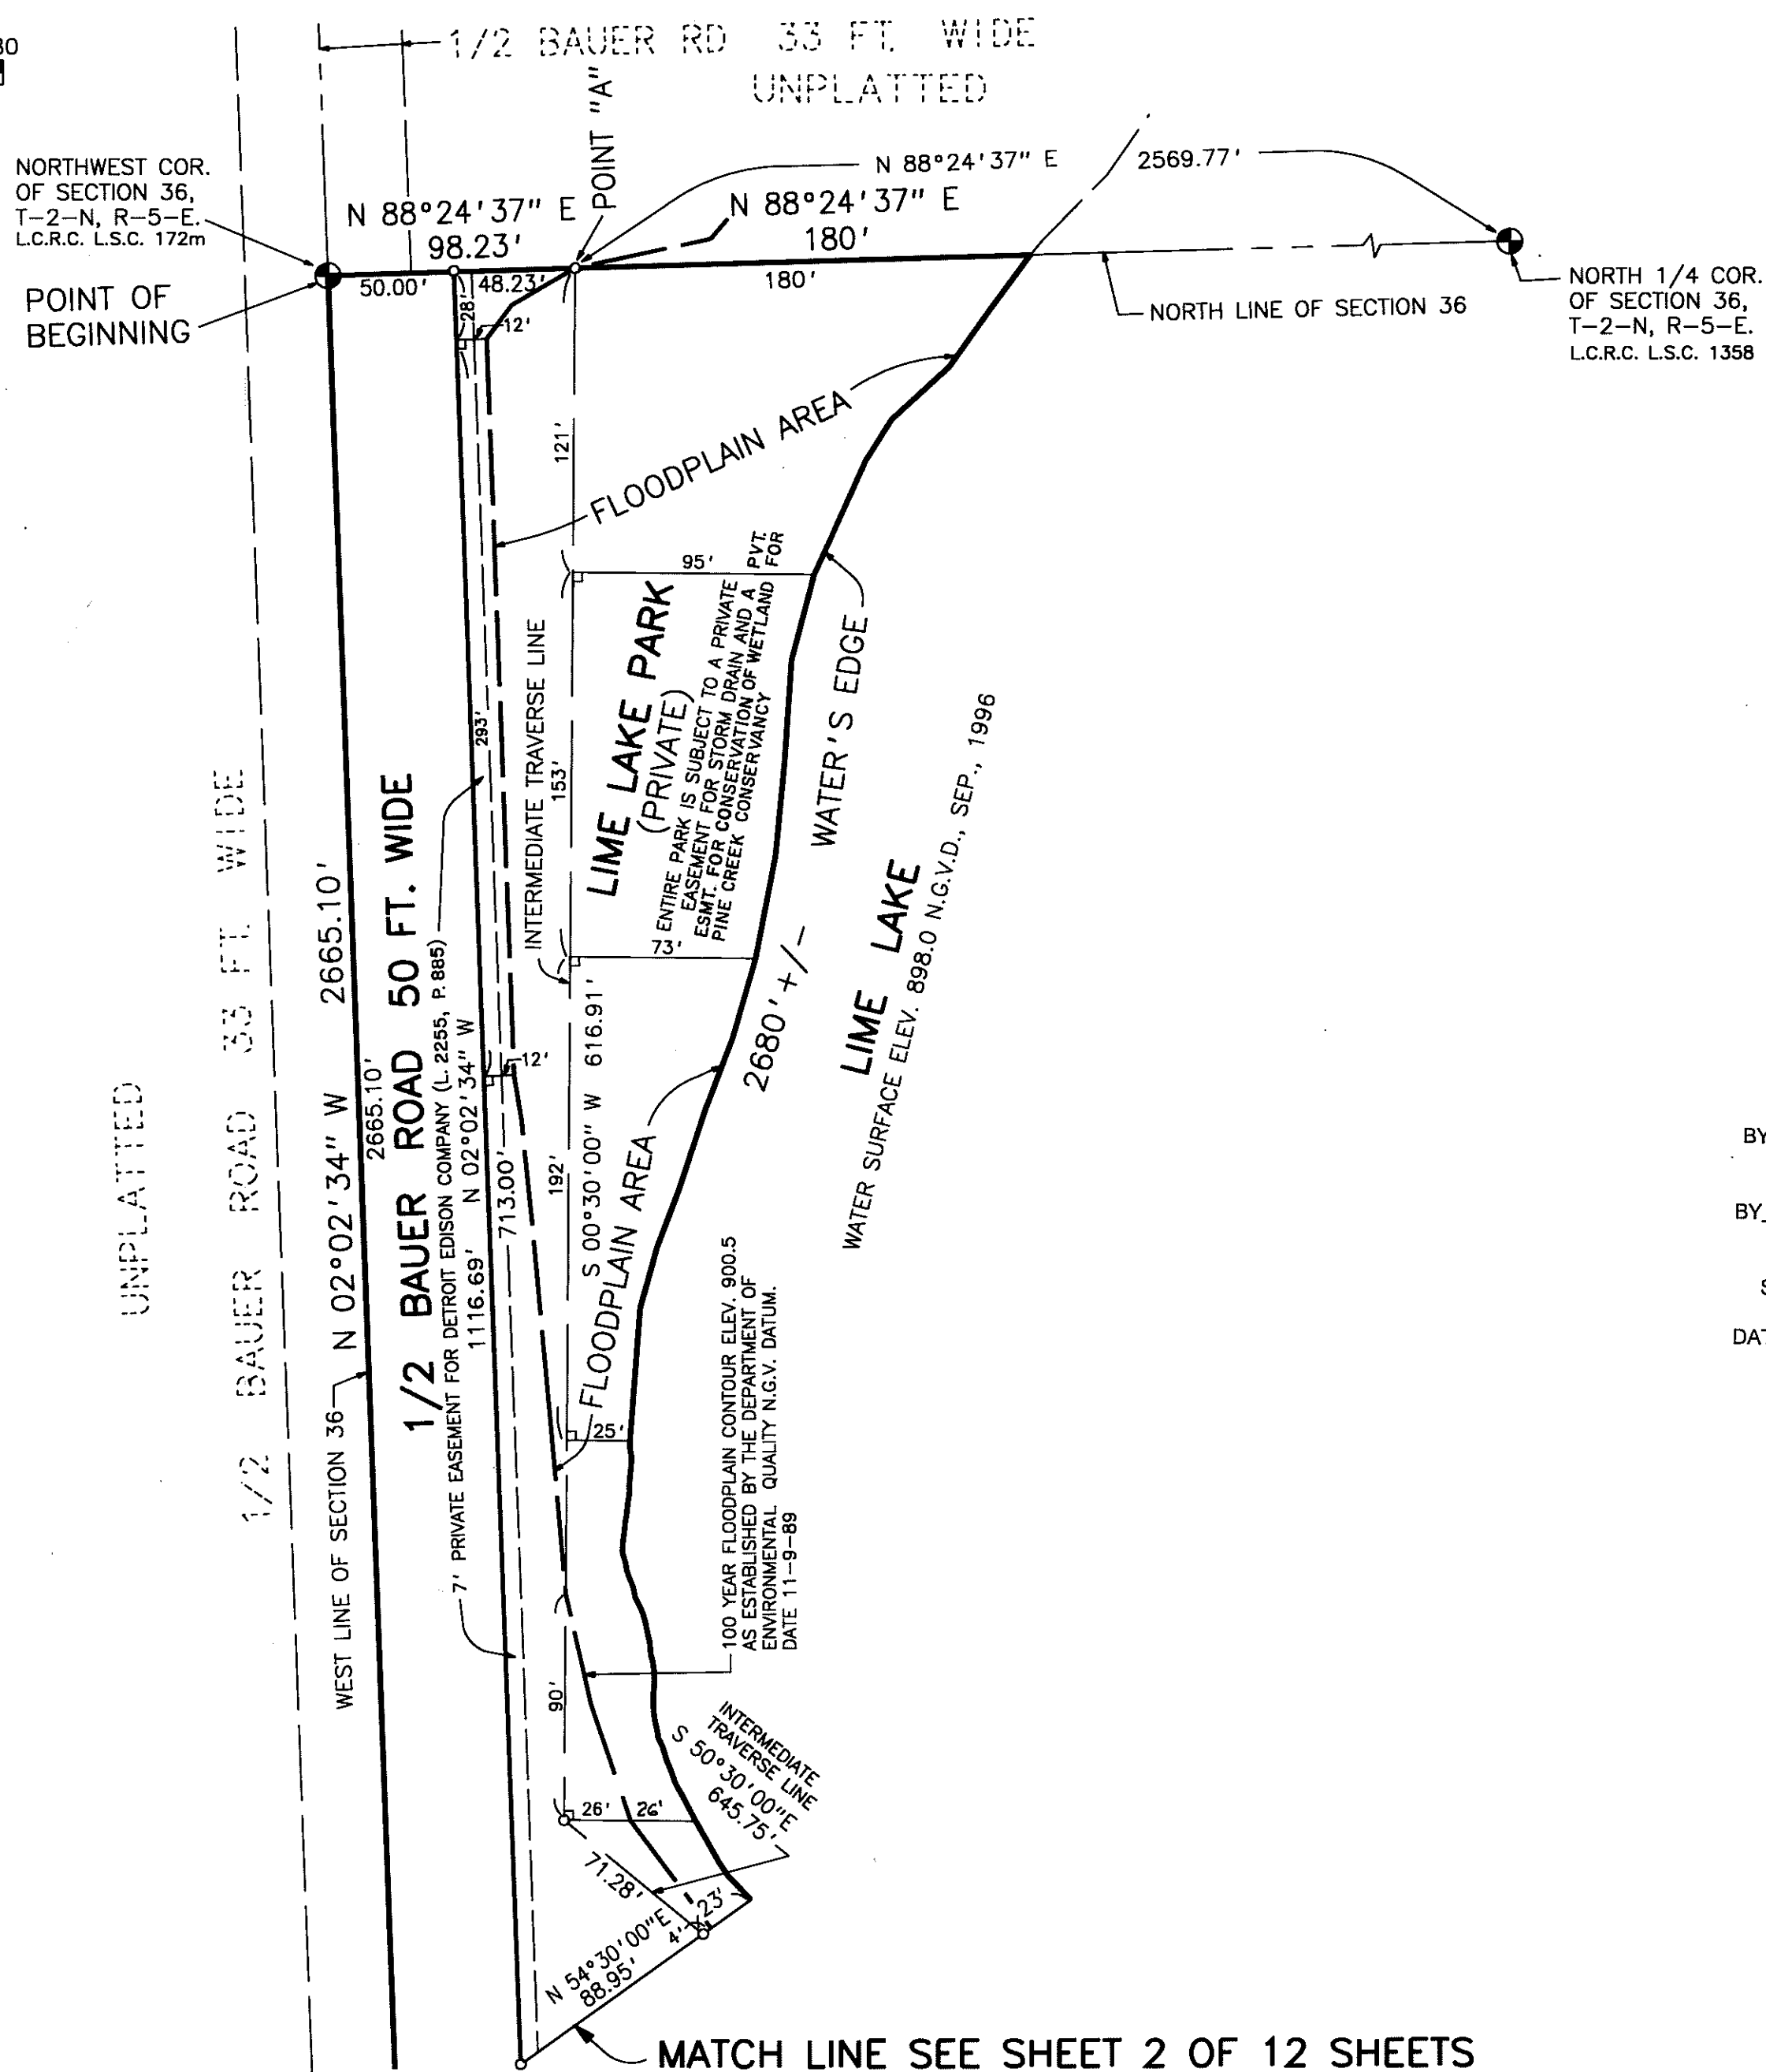 1/2 BAUER RD 33 FT. WIDE
UNPLATTED
POINT "A"
NORTHWEST COR.
OF SECTION 36,
T-2-N, R-5-E.
L.C.R.C. L.S.C. 172m
POINT OF
BEGINNING
N 88°24'37" E
98.23'
N 88°24'37" E
N 88°24'37" E
180'
2569.77'
50.00'
48.23'
180'
28'
12'
NORTH LINE OF SECTION 36
NORTH 1/4 COR.
OF SECTION 36,
T-2-N, R-5-E.
L.C.R.C. L.S.C. 1358
121'
FLOODPLAIN AREA
95'
PVT.
FOR
INTERMEDIATE TRAVERSE LINE
153'
LIME LAKE PARK
(PRIVATE)
ENTIRE PARK IS SUBJECT TO A PRIVATE
EASEMENT FOR STORM DRAIN AND A
ESMT. FOR CONSERVATION OF WETLAND
PINE CREEK CONSERVANCY
WATER'S EDGE
73'
293'
2680' +/-
LIME LAKE
WATER SURFACE ELEV. 898.0 N.G.V.D., SEP., 1996
UNPLATTED
1/2 BAUER ROAD 33 FT. WIDE
WEST LINE OF SECTION 36
N 02°02'34" W 2665.10'
2665.10'
1/2 BAUER ROAD 50 FT. WIDE
7' PRIVATE EASEMENT FOR DETROIT EDISON COMPANY (L. 2255, P. 885)
1116.69' N 02°02'34" W
713.00'
12'
192'
S 00°30'00" W 616.91'
FLOODPLAIN AREA
25'
100 YEAR FLOODPLAIN CONTOUR ELEV. 900.5
AS ESTABLISHED BY THE DEPARTMENT OF
ENVIRONMENTAL QUALITY N.G.V. DATUM.
DATE 11-9-89
90'
INTERMEDIATE
TRAVERSE LINE
S 50°30'00"E
645.75'
26'
26'
71.28'
23'
4'
N 54°30'00"E
88.95'
MATCH LINE SEE SHEET 2 OF 12 SHEETS
BY
BY